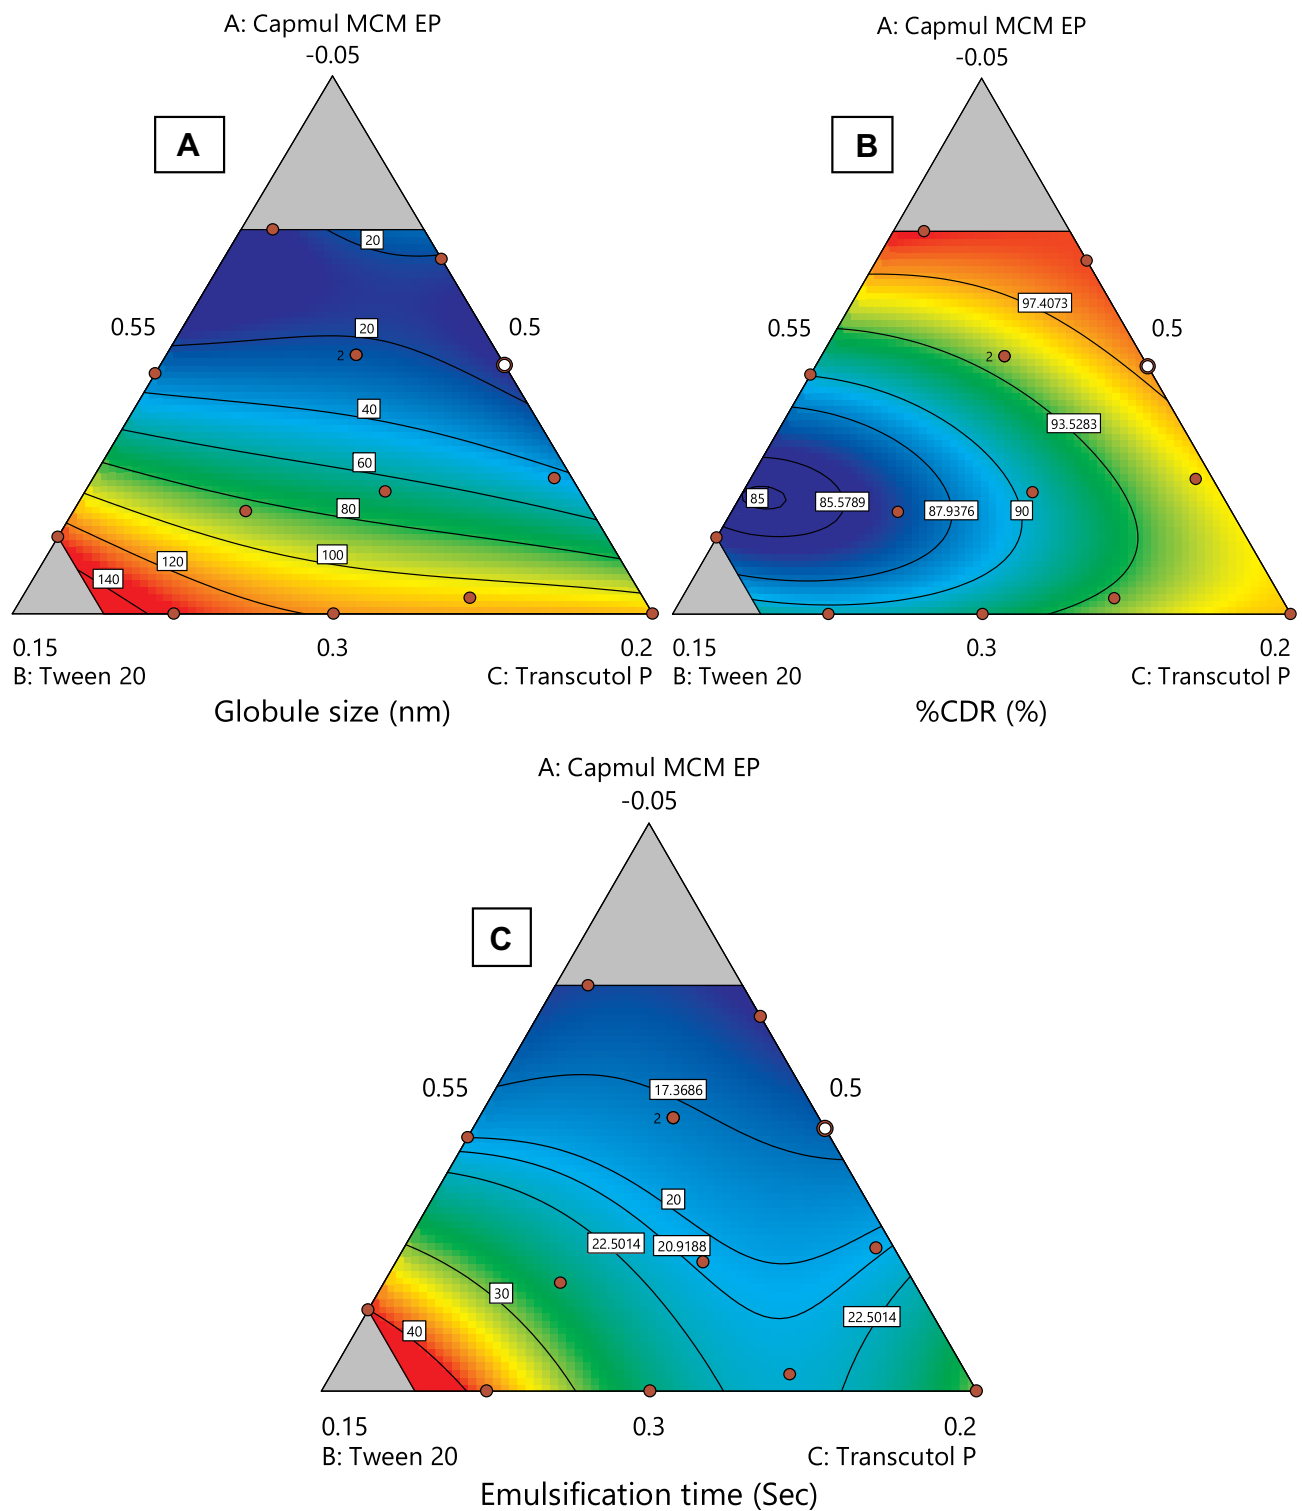 A: Capmul MCM EP
-0.05
A
20
0.55
20
0.5
2
40
60
80
100
120
140
0.15
0.3
0.2
B: Tween 20
C: Transcutol P
Globule size (nm)
A: Capmul MCM EP
-0.05
B
97.4073
0.55
0.5
2
93.5283
85
85.5789
87.9376
90
0.15
0.3
0.2
B: Tween 20
C: Transcutol P
%CDR (%)
A: Capmul MCM EP
-0.05
C
0.55
17.3686
0.5
2
20
22.5014
20.9188
30
22.5014
40
0.15
0.3
0.2
B: Tween 20
C: Transcutol P
Emulsification time (Sec)